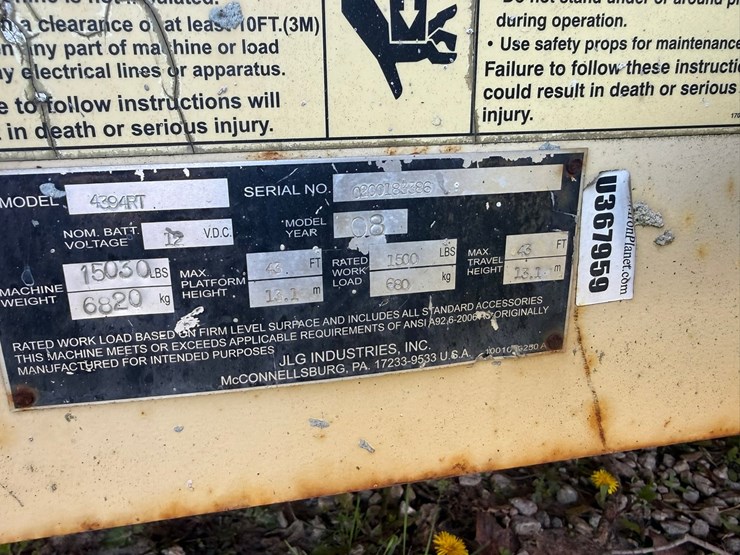 a clearance of at least 10FT.(3M)
any part of machine or load
electrical lines or apparatus.
to follow instructions will
in death or serious injury.
during operation.
• Use safety props for maintenance
Failure to follow these instructi
could result in death or serious
injury.
170
MODEL 4394RT SERIAL NO.
NOM. BATT. VOLTAGE 12 V.D.C. MODEL YEAR 08
MACHINE WEIGHT 15030 LBS 6820 kg
MAX. PLATFORM HEIGHT 43 FT 13.1 m
RATED WORK LOAD 1500 LBS 680 kg
MAX. TRAVEL HEIGHT 43 FT 13.1 m
RATED WORK LOAD BASED ON FIRM LEVEL SURFACE AND INCLUDES ALL STANDARD ACCESSORIES
THIS MACHINE MEETS OR EXCEEDS APPLICABLE REQUIREMENTS OF ANSI A92.6-2006 AS ORIGINALLY
MANUFACTURED FOR INTENDED PURPOSES
JLG INDUSTRIES, INC.
McCONNELLSBURG, PA. 17233-9533 U.S.A.
U367959
onPlanet.com